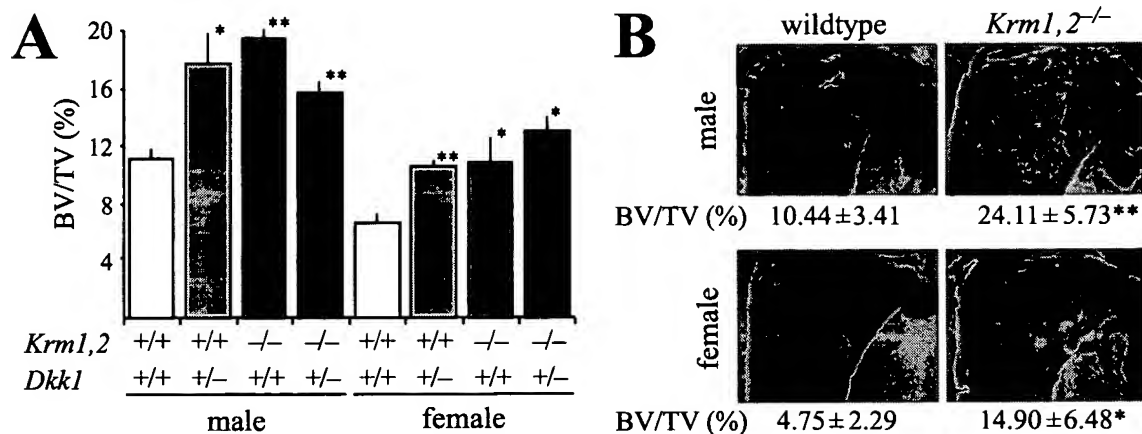 A
BV/TV (%)
20
16
12
8
4
* ** ** ** * *
Krm1,2 +/+ +/+ –/– –/– +/+ +/+ –/– –/–
Dkk1 +/+ +/– +/+ +/– +/+ +/– +/+ +/–
male female
B
wildtype Krm1,2–/–
male
BV/TV (%) 10.44±3.41 24.11±5.73**
female
BV/TV (%) 4.75±2.29 14.90±6.48*